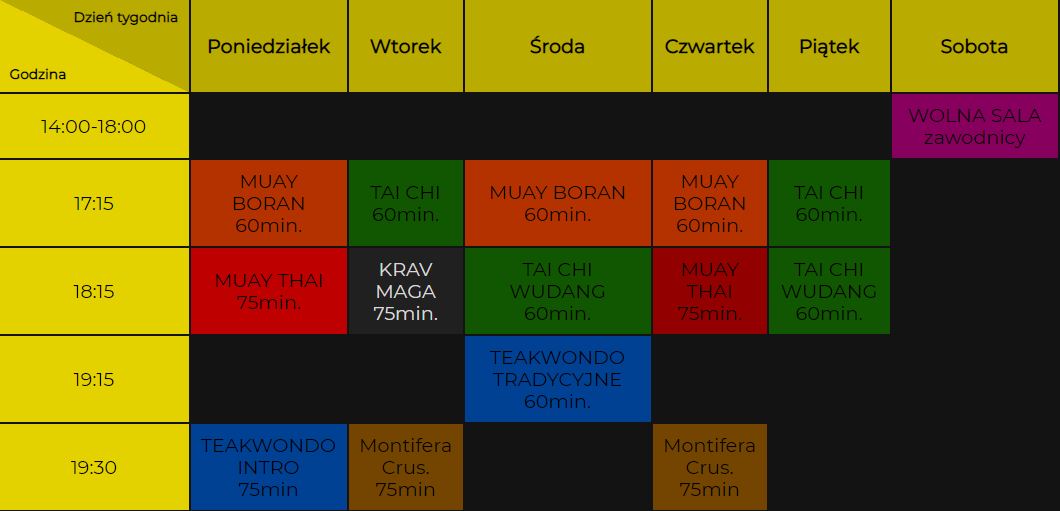 Dzień tygodnia
Godzina
Poniedziałek
Wtorek
Środa
Czwartek
Piątek
Sobota
14:00-18:00
WOLNA SALA
zawodnicy
17:15
MUAY
BORAN
60min.
TAI CHI
60min.
MUAY BORAN
60min.
MUAY
BORAN
60min.
TAI CHI
60min.
18:15
MUAY THAI
75min.
KRAV
MAGA
75min.
TAI CHI
WUDANG
60min.
MUAY
THAI
75min.
TAI CHI
WUDANG
60min.
19:15
TEAKWONDO
TRADYCYJNE
60min.
19:30
TEAKWONDO
INTRO
75min
Montifera
Crus.
75min
Montifera
Crus.
75min